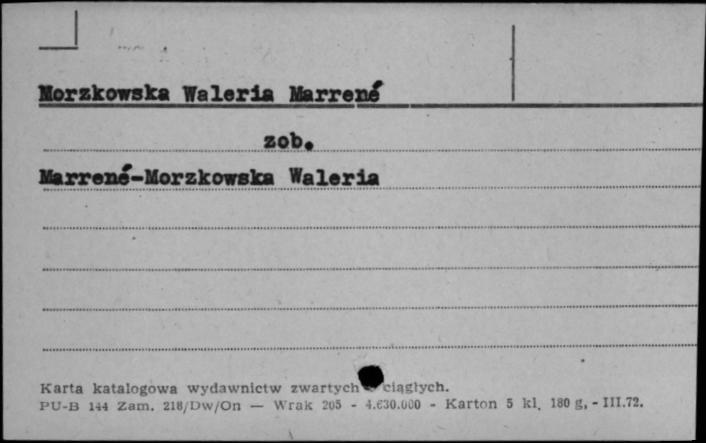 Morzkowska Waleria Marrené
zob.
Marrené-Morzkowska Waleria
Karta katalogowa wydawnictw zwartych ciągłych.
PU-B 144 Zam. 218/Dw/On — Wrak 205 - 4.630.000 - Karton 5 kl. 180 g. - III.72.